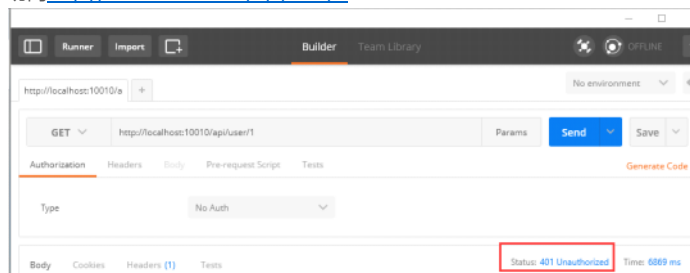 Runner Import Builder Team Library OFFLINE
http://localhost:10010/a + No environment
GET http://localhost:10010/api/user/1 Params Send Save
Authorization Headers Body Pre-request Script Tests Generate Code
Type No Auth
Body Cookies Headers (1) Tests Status: 401 Unauthorized Time: 6869 ms